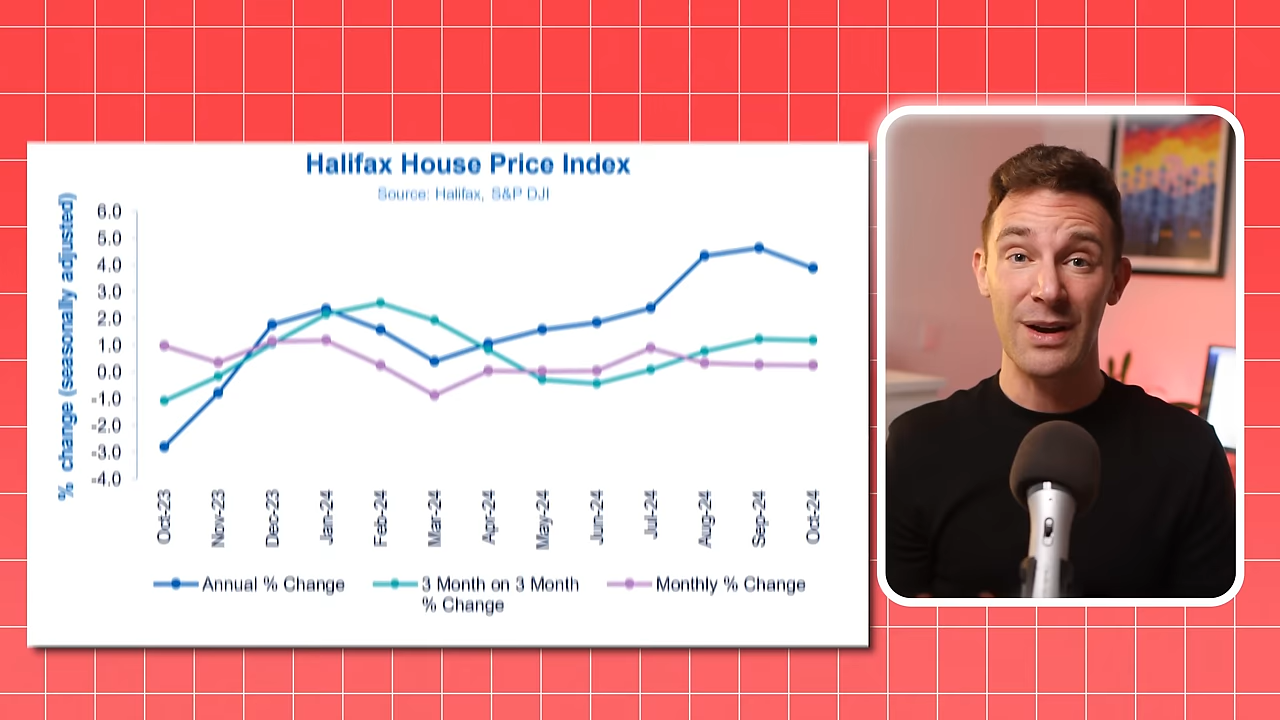 Halifax House Price Index
Source: Halifax, S&P DJI
% change (seasonally adjusted)
6.0
5.0
4.0
3.0
2.0
1.0
0.0
-1.0
-2.0
-3.0
-4.0
Oct-23
Nov-23
Dec-23
Jan-24
Feb-24
Mar-24
Apr-24
May-24
Jun-24
Jul-24
Aug-24
Sep-24
Oct-24
Annual % Change
3 Month on 3 Month
% Change
Monthly % Change